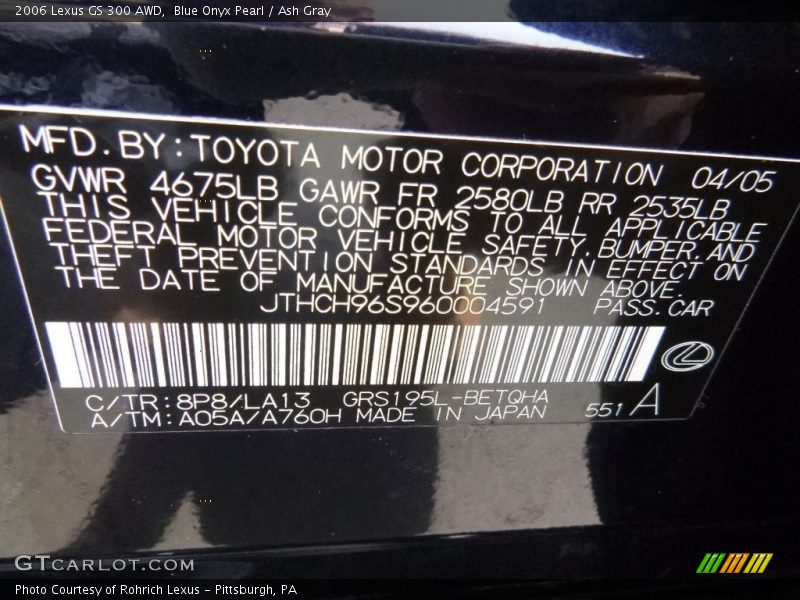 2006 Lexus GS 300 AWD,  Blue Onyx Pearl / Ash Gray
MFD.BY:TOYOTA MOTOR CORPORATION 04/05
GVWR 4675LB GAWR FR 2580LB RR 2535LB
THIS VEHICLE CONFORMS TO ALL APPLICABLE
FEDERAL MOTOR VEHICLE SAFETY,BUMPER,AND
THEFT PREVENTION STANDARDS IN EFFECT ON
THE DATE OF MANUFACTURE SHOWN ABOVE.
JTHCH96S960004591 PASS.CAR
C/TR:8P8/LA13 GRS195L-BETQHA
A/TM:A05A/A760H MADE IN JAPAN 551A
GTCARLOT.COM
Photo Courtesy of Rohrich Lexus - Pittsburgh, PA